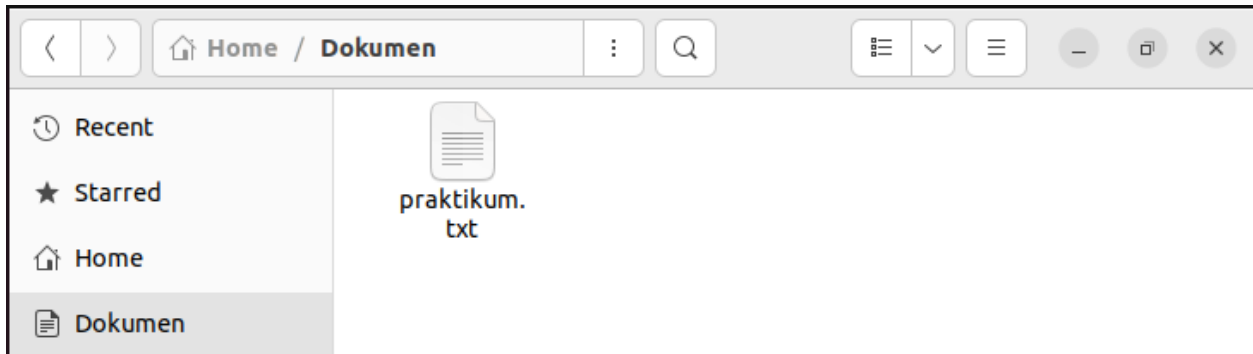 Home / Dokumen
Recent
Starred
Home
Dokumen
praktikum.
txt